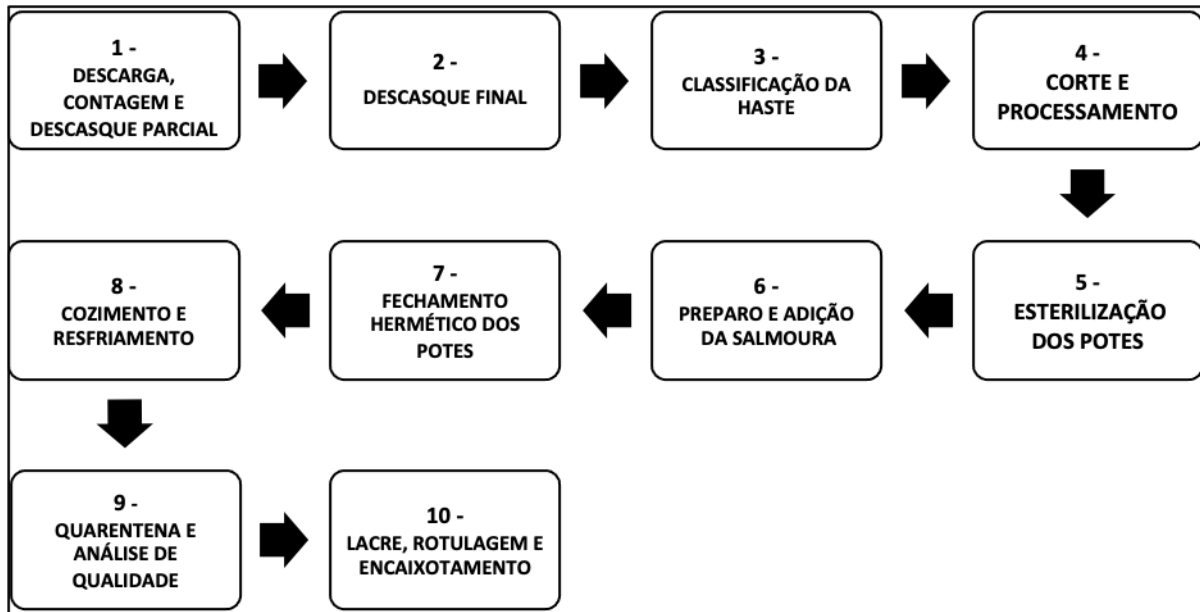 1 -
DESCARGA,
CONTAGEM E
DESCASQUE PARCIAL
2 -
DESCASQUE FINAL
3 -
CLASSIFICAÇÃO DA
HASTE
4 -
CORTE E
PROCESSAMENTO
5 -
ESTERILIZAÇÃO
DOS POTES
6 -
PREPARO E ADIÇÃO
DA SALMOURA
7 -
FECHAMENTO
HERMÉTICO DOS
POTES
8 -
COZIMENTO E
RESFRIAMENTO
9 -
QUARENTENA E
ANÁLISE DE
QUALIDADE
10 -
LACRE, ROTULAGEM E
ENCAIXOTAMENTO